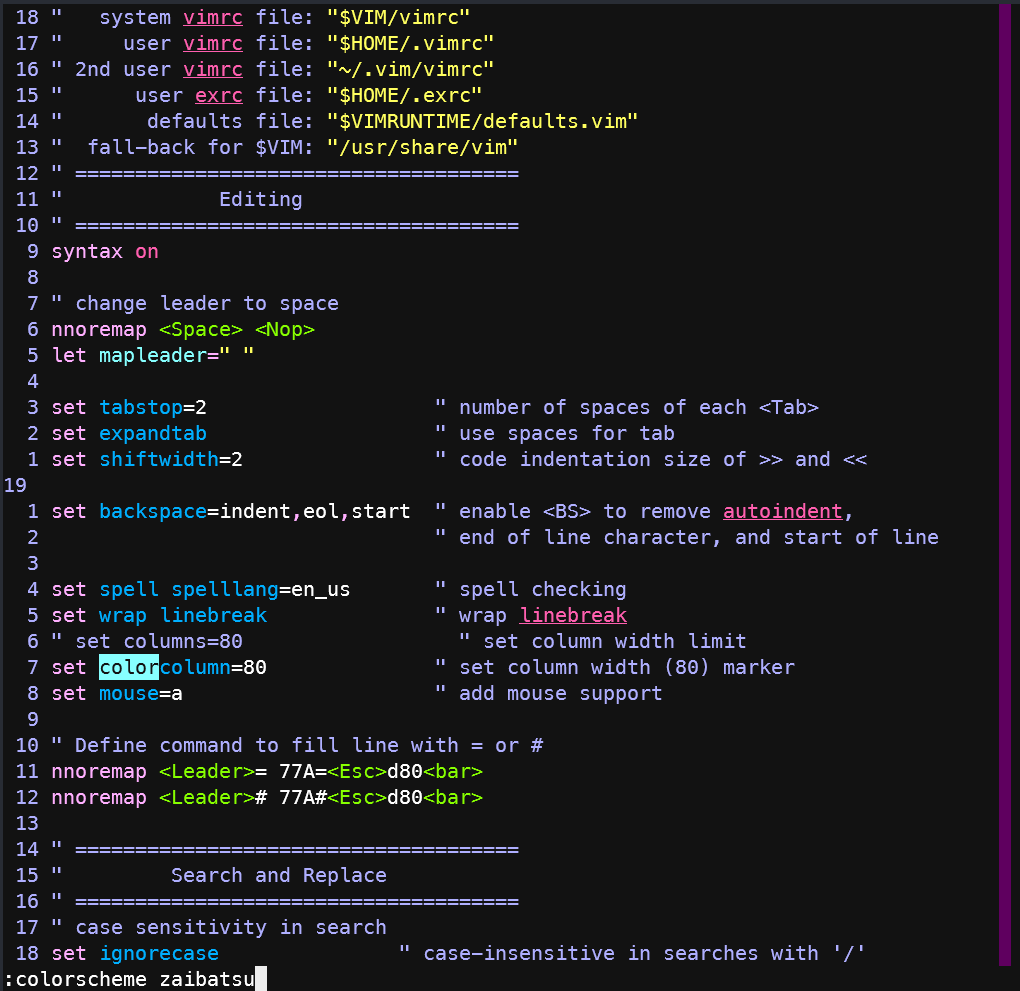 18 "   system vimrc file: "$VIM/vimrc"
17 "     user vimrc file: "$HOME/.vimrc"
16 " 2nd user vimrc file: "~/.vim/vimrc"
15 "      user exrc file: "$HOME/.exrc"
14 "       defaults file: "$VIMRUNTIME/defaults.vim"
13 "  fall-back for $VIM: "/usr/share/vim"
12 " =====================================
11 "             Editing
10 " =====================================
 9 syntax on
 8
 7 " change leader to space
 6 nnoremap <Space> <Nop>
 5 let mapleader=" "
 4
 3 set tabstop=2                   " number of spaces of each <Tab>
 2 set expandtab                   " use spaces for tab
 1 set shiftwidth=2                " code indentation size of >> and <<
19
 1 set backspace=indent,eol,start  " enable <BS> to remove autoindent,
 2                                 " end of line character, and start of line
 3
 4 set spell spelllang=en_us       " spell checking
 5 set wrap linebreak              " wrap linebreak
 6 " set columns=80                  " set column width limit
 7 set colorcolumn=80              " set column width (80) marker
 8 set mouse=a                     " add mouse support
 9
10 " Define command to fill line with = or #
11 nnoremap <Leader>= 77A=<Esc>d80<bar>
12 nnoremap <Leader># 77A#<Esc>d80<bar>
13
14 " =====================================
15 "         Search and Replace
16 " =====================================
17 " case sensitivity in search
18 set ignorecase               " case-insensitive in searches with '/'
:colorscheme zaibatsu